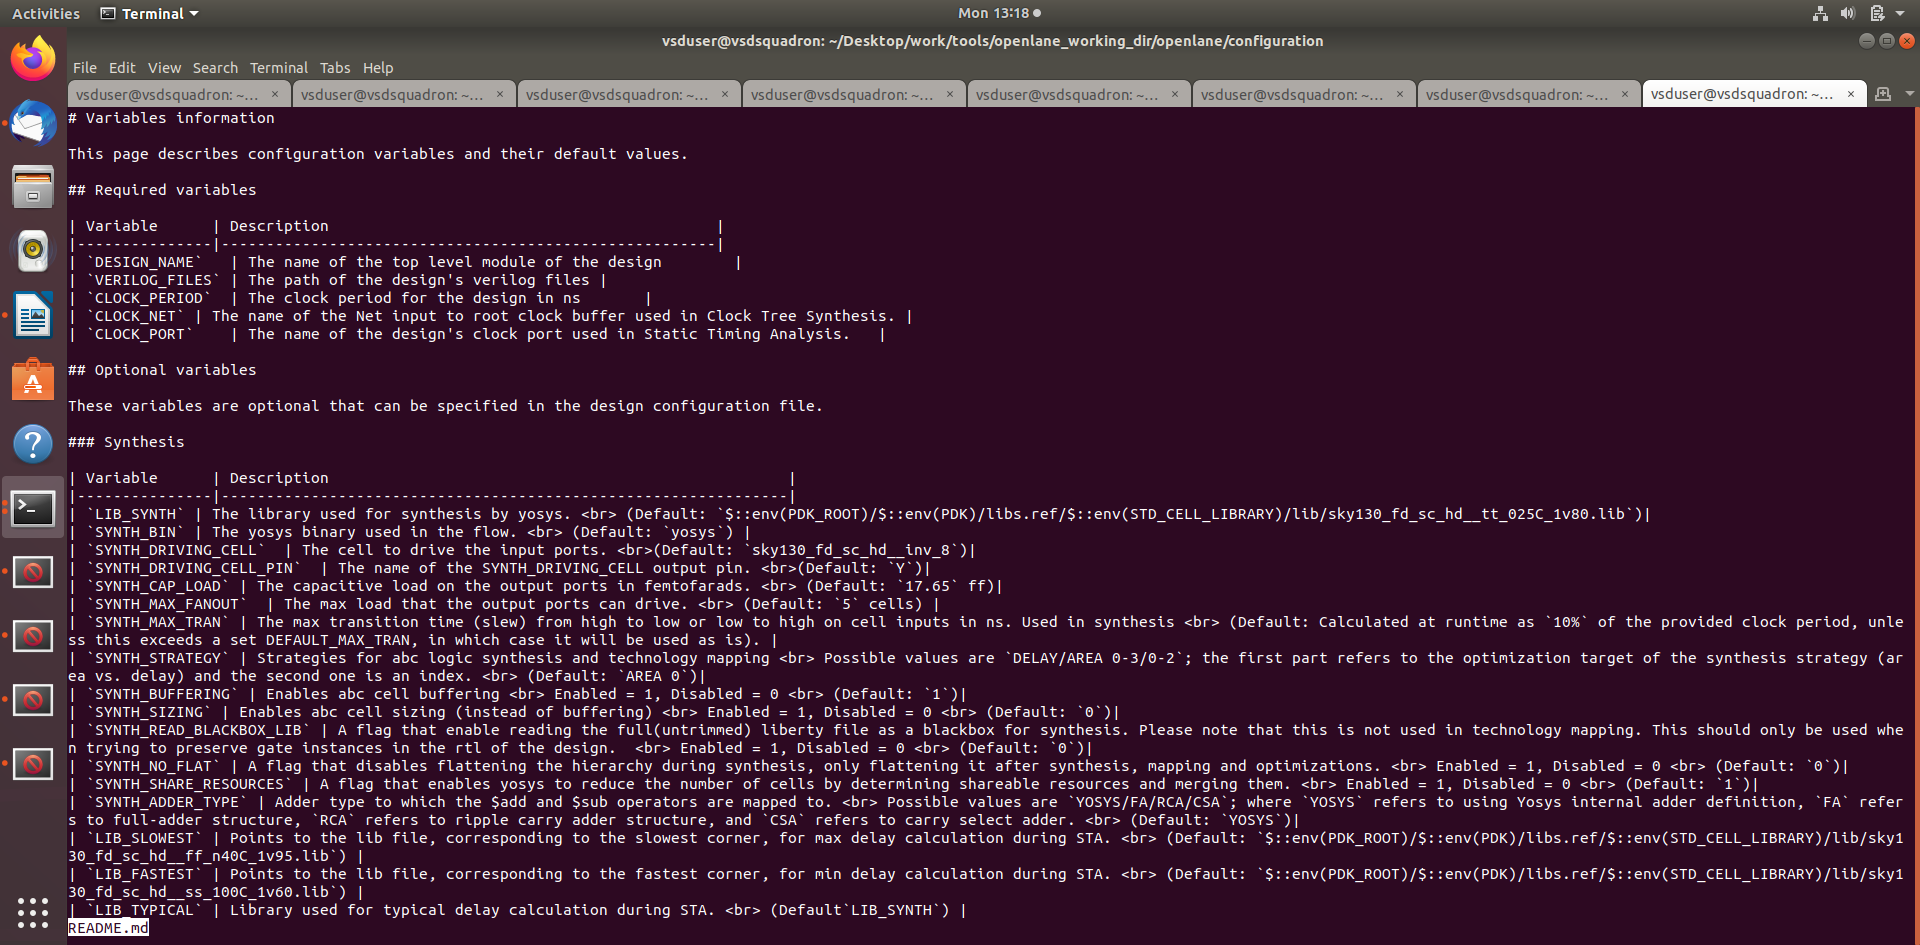 Activities Terminal Mon 13:18
vsduser@vsdsquadron: ~/Desktop/work/tools/openlane_working_dir/openlane/configuration
File Edit View Search Terminal Tabs Help
vsduser@vsdsquadron: ~... × vsduser@vsdsquadron: ~... × vsduser@vsdsquadron: ~... × vsduser@vsdsquadron: ~... × vsduser@vsdsquadron: ~... × vsduser@vsdsquadron: ~... × vsduser@vsdsquadron: ~... × vsduser@vsdsquadron: ~... ×
# Variables information
This page describes configuration variables and their default values.
## Required variables
| Variable      | Description                                           |
|---------------|-------------------------------------------------------|
| `DESIGN_NAME`   | The name of the top level module of the design        |
| `VERILOG_FILES` | The path of the design's verilog files |
| `CLOCK_PERIOD`  | The clock period for the design in ns       |
| `CLOCK_NET` | The name of the Net input to root clock buffer used in Clock Tree Synthesis. |
| `CLOCK_PORT`    | The name of the design's clock port used in Static Timing Analysis.   |
## Optional variables
These variables are optional that can be specified in the design configuration file.
### Synthesis
| Variable      | Description                                                   |
|---------------|---------------------------------------------------------------|
| `LIB_SYNTH` | The library used for synthesis by yosys. <br> (Default: `$::env(PDK_ROOT)/$::env(PDK)/libs.ref/$::env(STD_CELL_LIBRARY)/lib/sky130_fd_sc_hd__tt_025C_1v80.lib`)|
| `SYNTH_BIN` | The yosys binary used in the flow. <br> (Default: `yosys`) |
| `SYNTH_DRIVING_CELL`  | The cell to drive the input ports. <br>(Default: `sky130_fd_sc_hd__inv_8`)|
| `SYNTH_DRIVING_CELL_PIN`  | The name of the SYNTH_DRIVING_CELL output pin. <br>(Default: `Y`)|
| `SYNTH_CAP_LOAD` | The capacitive load on the output ports in femtofarads. <br> (Default: `17.65` ff)|
| `SYNTH_MAX_FANOUT`  | The max load that the output ports can drive. <br> (Default: `5` cells) |
| `SYNTH_MAX_TRAN` | The max transition time (slew) from high to low or low to high on cell inputs in ns. Used in synthesis <br> (Default: Calculated at runtime as `10%` of the provided clock period, unle
ss this exceeds a set DEFAULT_MAX_TRAN, in which case it will be used as is). |
| `SYNTH_STRATEGY` | Strategies for abc logic synthesis and technology mapping <br> Possible values are `DELAY/AREA 0-3/0-2`; the first part refers to the optimization target of the synthesis strategy (ar
ea vs. delay) and the second one is an index. <br> (Default: `AREA 0`)|
| `SYNTH_BUFFERING` | Enables abc cell buffering <br> Enabled = 1, Disabled = 0 <br> (Default: `1`)|
| `SYNTH_SIZING` | Enables abc cell sizing (instead of buffering) <br> Enabled = 1, Disabled = 0 <br> (Default: `0`)|
| `SYNTH_READ_BLACKBOX_LIB` | A flag that enable reading the full(untrimmed) liberty file as a blackbox for synthesis. Please note that this is not used in technology mapping. This should only be used whe
n trying to preserve gate instances in the rtl of the design.  <br> Enabled = 1, Disabled = 0 <br> (Default: `0`)|
| `SYNTH_NO_FLAT` | A flag that disables flattening the hierarchy during synthesis, only flattening it after synthesis, mapping and optimizations. <br> Enabled = 1, Disabled = 0 <br> (Default: `0`)|
| `SYNTH_SHARE_RESOURCES` | A flag that enables yosys to reduce the number of cells by determining shareable resources and merging them. <br> Enabled = 1, Disabled = 0 <br> (Default: `1`)|
| `SYNTH_ADDER_TYPE` | Adder type to which the $add and $sub operators are mapped to. <br> Possible values are `YOSYS/FA/RCA/CSA`; where `YOSYS` refers to using Yosys internal adder definition, `FA` refer
s to full-adder structure, `RCA` refers to ripple carry adder structure, and `CSA` refers to carry select adder. <br> (Default: `YOSYS`)|
| `LIB_SLOWEST` | Points to the lib file, corresponding to the slowest corner, for max delay calculation during STA. <br> (Default: `$::env(PDK_ROOT)/$::env(PDK)/libs.ref/$::env(STD_CELL_LIBRARY)/lib/sky1
30_fd_sc_hd__ff_n40C_1v95.lib`) |
| `LIB_FASTEST` | Points to the lib file, corresponding to the fastest corner, for min delay calculation during STA. <br> (Default: `$::env(PDK_ROOT)/$::env(PDK)/libs.ref/$::env(STD_CELL_LIBRARY)/lib/sky1
30_fd_sc_hd__ss_100C_1v60.lib`) |
| `LIB_TYPICAL` | Library used for typical delay calculation during STA. <br> (Default`LIB_SYNTH`) |
README.md